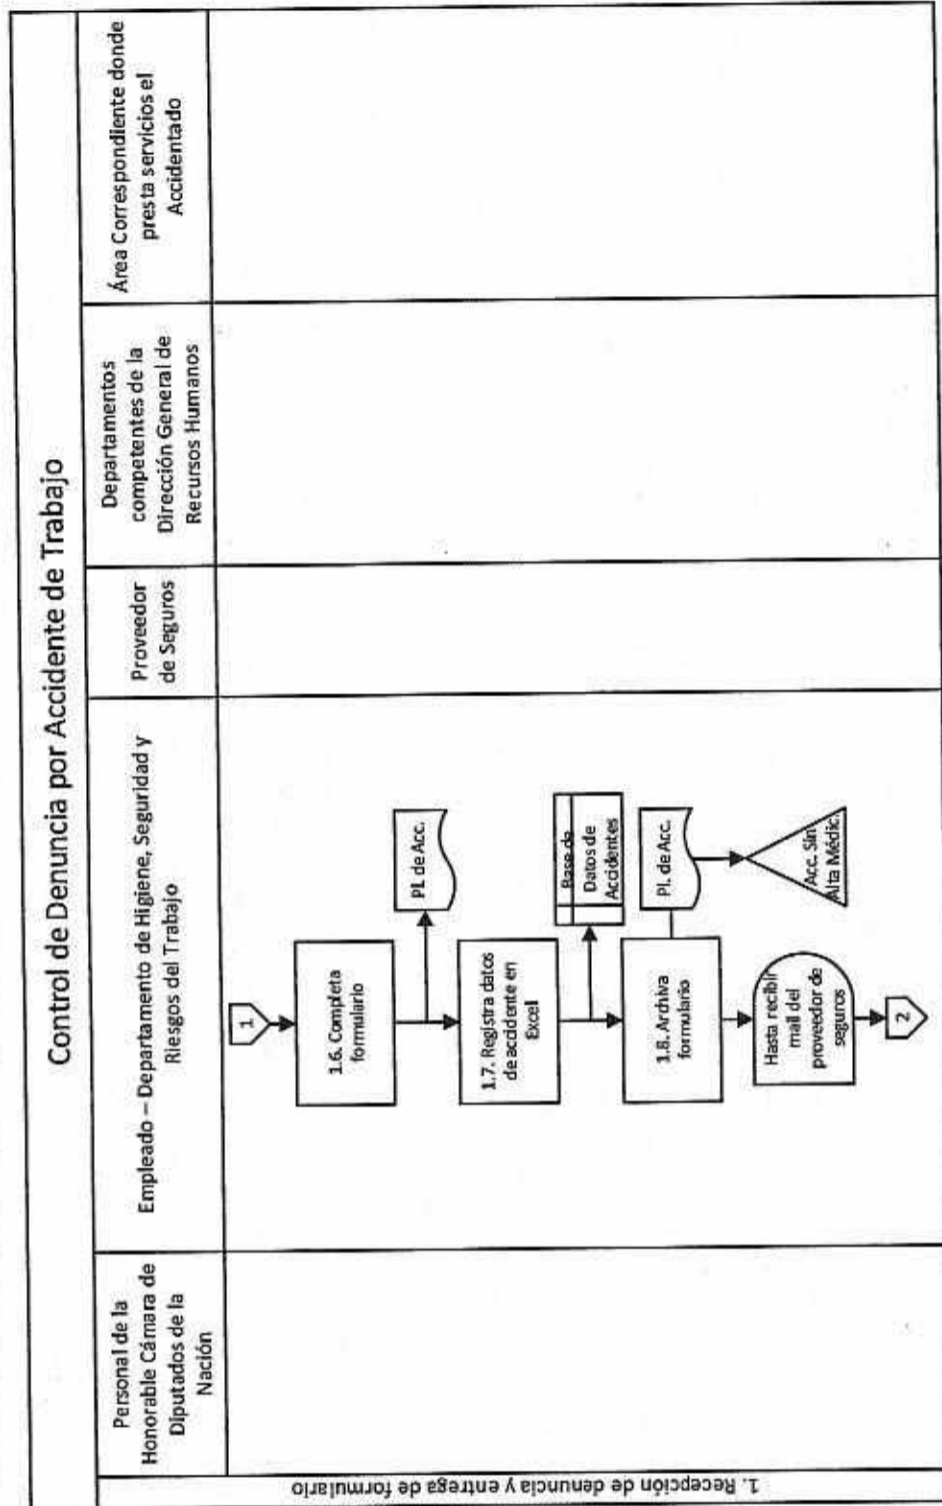 Control de Denuncia por Accidente de Trabajo
Personal de la
Honorable Cámara de
Diputados de la
Nación
Empleado – Departamento de Higiene, Seguridad y
Riesgos del Trabajo
Proveedor
de Seguros
Departamentos
competentes de la
Dirección General de
Recursos Humanos
Área Correspondiente donde
presta servicios el
Accidentado
1. Recepción de denuncia y entrega de formulario
1
1.6. Completa
formulario
Pl. de Acc.
1.7. Registra datos
de accidente en
Excel
Base de
Datos de
Accidentes
1.8. Archiva
formulario
Pl. de Acc.
Acc. Sin
Alta Médic.
Hasta recibir
mail del
proveedor de
seguros
2